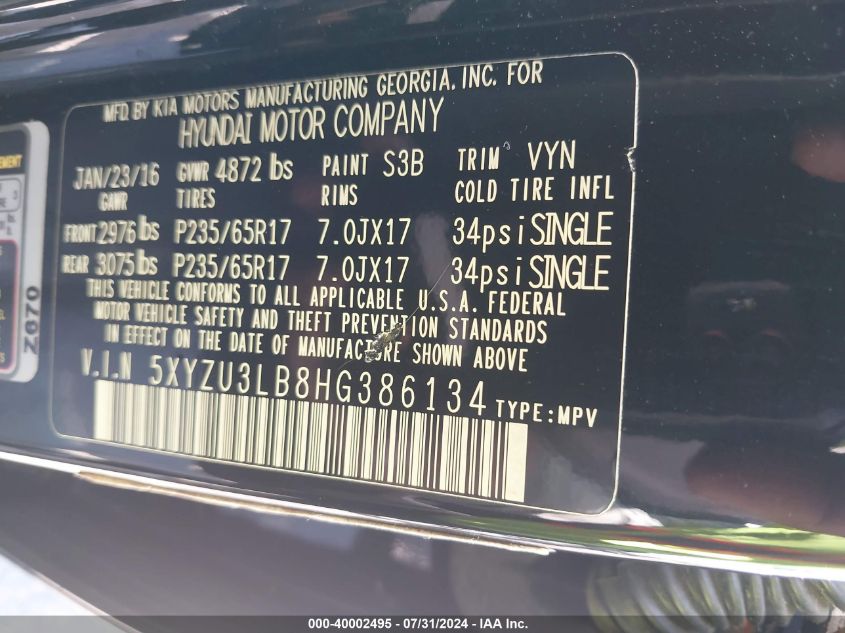 MFD BY KIA MOTORS MANUFACTURING GEORGIA, INC. FOR
HYUNDAI MOTOR COMPANY
JAN/23/16 GVWR 4872 lbs PAINT S3B TRIM VYN
GAWR TIRES RIMS COLD TIRE INFL
FRONT 2976 lbs P235/65R17 7.0JX17 34psi SINGLE
REAR 3075 lbs P235/65R17 7.0JX17 34psi SINGLE
THIS VEHICLE CONFORMS TO ALL APPLICABLE U.S.A. FEDERAL
MOTOR VEHICLE SAFETY AND THEFT PREVENTION STANDARDS
IN EFFECT ON THE DATE OF MANUFACTURE SHOWN ABOVE
V.I.N 5XYZU3LB8HG386134 TYPE:MPV
Z670
000-40002495 - 07/31/2024 - IAA Inc.